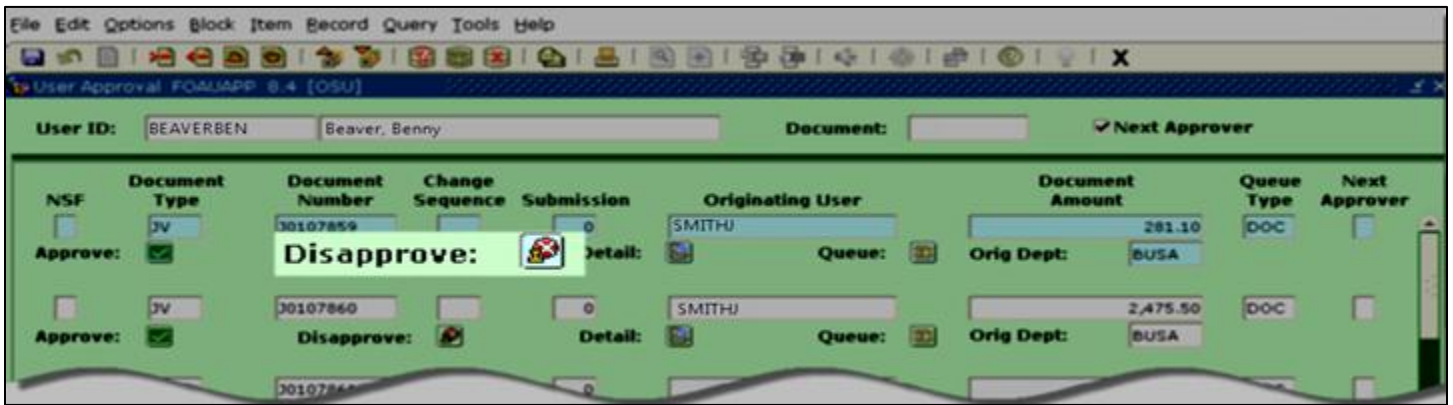 File Edit Options Block Item Record Query Tools Help
User Approval FOAUAPP 8.4 [OSU]
User ID: BEAVERBEN Beaver, Benny Document: Next Approver
NSF Document Type Document Number Change Sequence Submission Originating User Document Amount Queue Type Next Approver
JV J0107859 0 SMITHJ 281.10 DOC
Approve: Disapprove: Detail: Queue: Orig Dept: BUSA
JV J0107860 0 SMITHJ 2,475.50 DOC
Approve: Disapprove: Detail: Queue: Orig Dept: BUSA
0